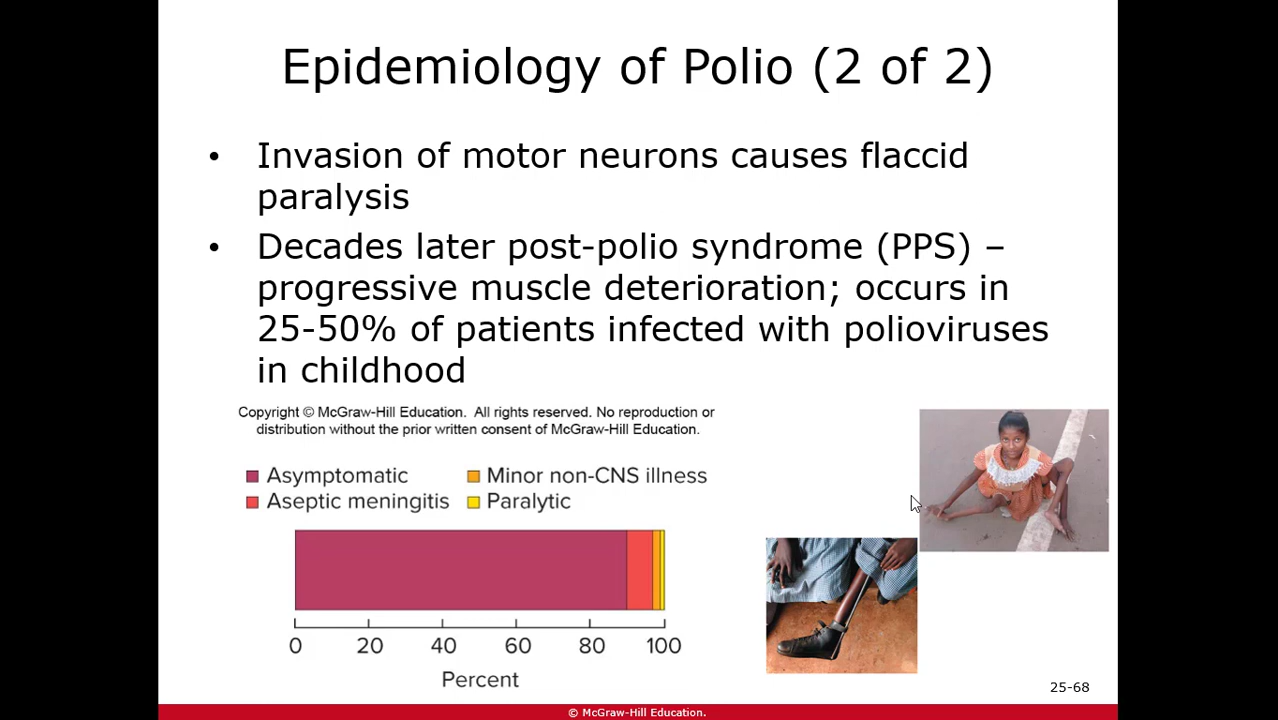 Epidemiology of Polio (2 of 2)
• Invasion of motor neurons causes flaccid
paralysis
• Decades later post-polio syndrome (PPS) –
progressive muscle deterioration; occurs in
25-50% of patients infected with polioviruses
in childhood
Copyright © McGraw-Hill Education. All rights reserved. No reproduction or
distribution without the prior written consent of McGraw-Hill Education.
Asymptomatic Minor non-CNS illness
Aseptic meningitis Paralytic
0 20 40 60 80 100
Percent
25-68
© McGraw-Hill Education.